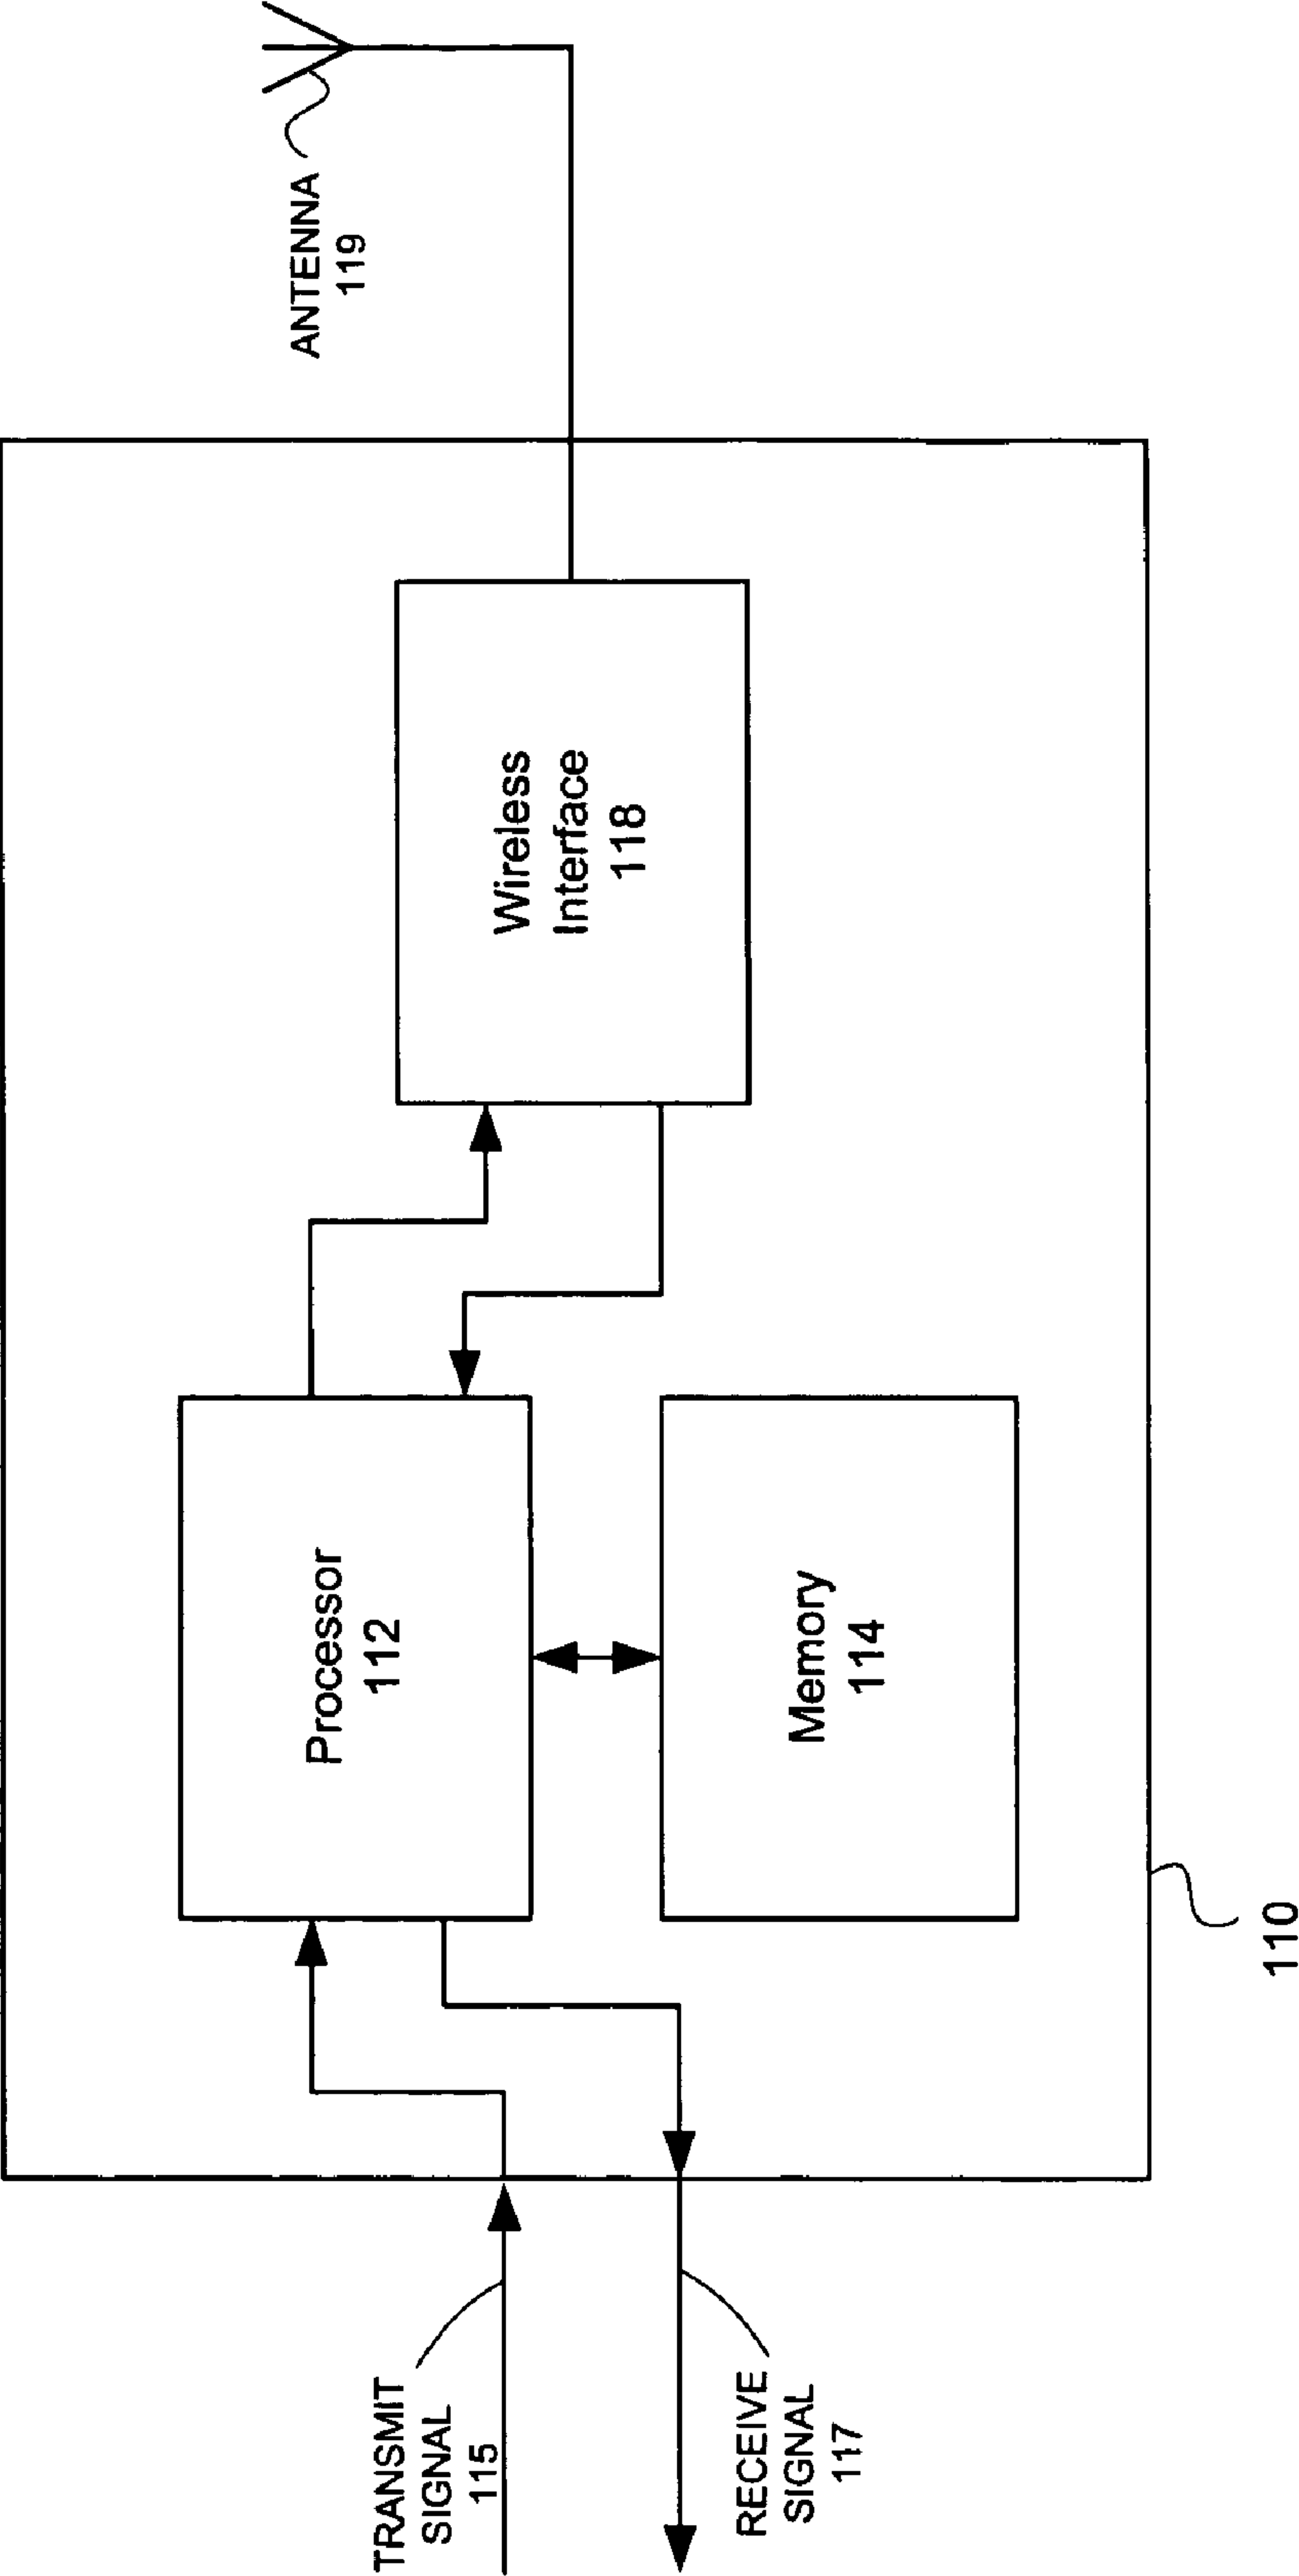 TRANSMIT
SIGNAL
115
RECEIVE
SIGNAL
117
Processor
112
Memory
114
Wireless
Interface
118
ANTENNA
119
110